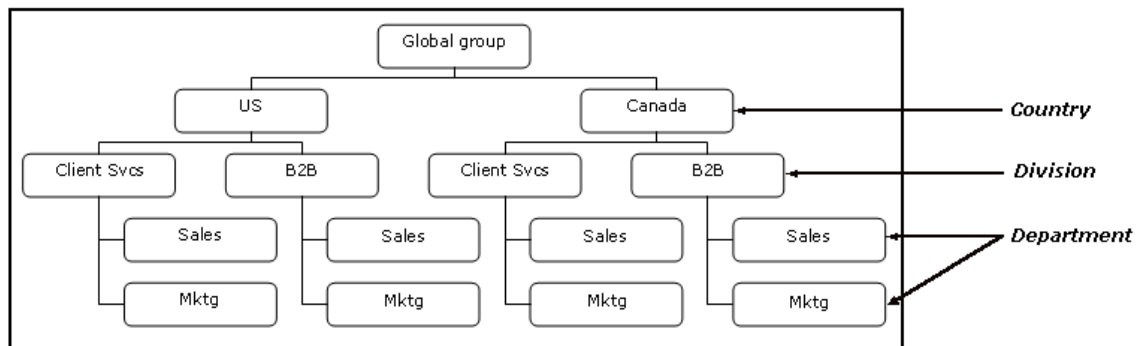 Global group
US
Canada
Country
Client Svcs
B2B
Client Svcs
B2B
Division
Sales
Sales
Sales
Sales
Department
Mktg
Mktg
Mktg
Mktg